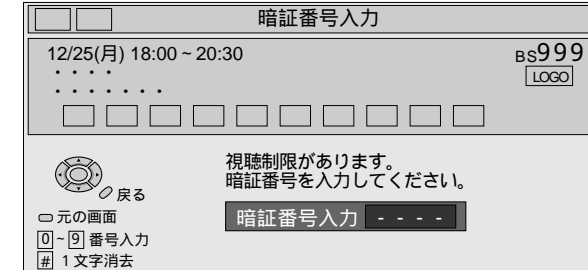 暗証番号入力
12/25(月) 18:00 ~ 20:30
BS999
LOGO
・・・・
・・・・・・・
視聴制限があります。
暗証番号を入力してください。
戻る
元の画面
暗証番号入力 - - - -
0 ~ 9 番号入力
# 1文字消去